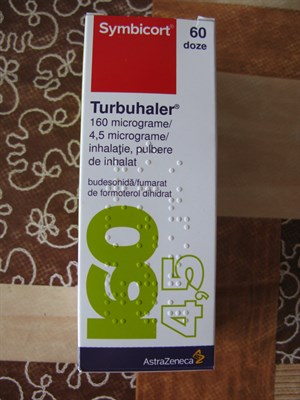 Symbicort®
60
doze
Turbuhaler®
160 micrograme/
4,5 micrograme/
inhalaţie, pulbere
de inhalat
budesonidă/fumarat
de formoterol dihidrat
160
4,5
AstraZeneca